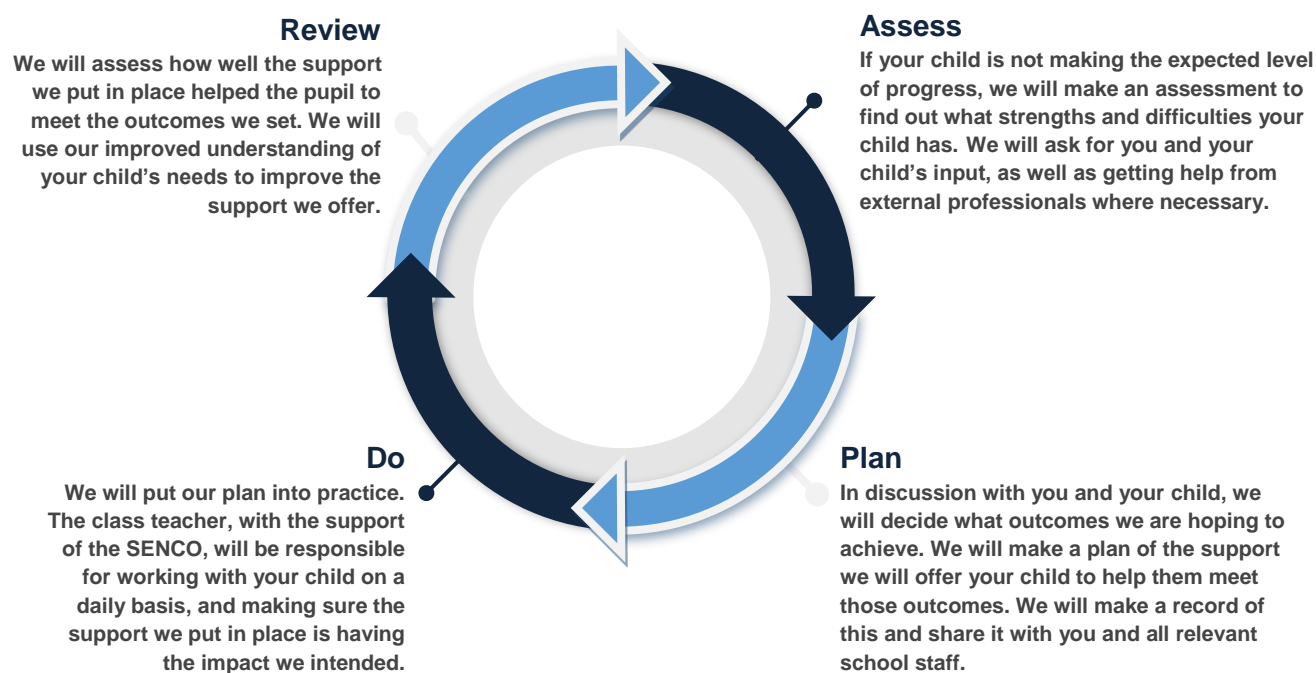 Review
We will assess how well the support
we put in place helped the pupil to
meet the outcomes we set. We will
use our improved understanding of
your child’s needs to improve the
support we offer.
Assess
If your child is not making the expected level
of progress, we will make an assessment to
find out what strengths and difficulties your
child has. We will ask for you and your
child’s input, as well as getting help from
external professionals where necessary.
Do
We will put our plan into practice.
The class teacher, with the support
of the SENCO, will be responsible
for working with your child on a
daily basis, and making sure the
support we put in place is having
the impact we intended.
Plan
In discussion with you and your child, we
will decide what outcomes we are hoping to
achieve. We will make a plan of the support
we will offer your child to help them meet
those outcomes. We will make a record of
this and share it with you and all relevant
school staff.